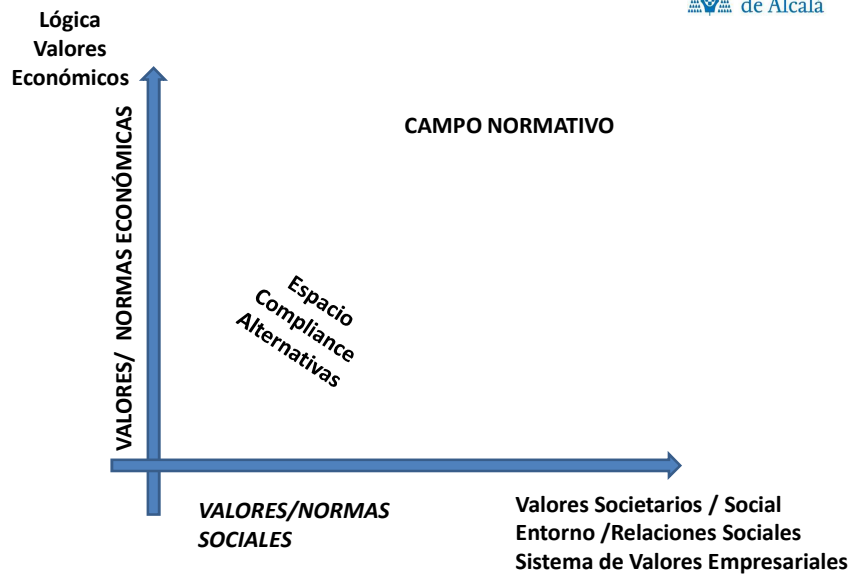 de Alcalá
Lógica
Valores
Económicos
CAMPO NORMATIVO
VALORES/ NORMAS ECONÓMICAS
Espacio
Compliance
Alternativas
VALORES/NORMAS
SOCIALES
Valores Societarios / Social
Entorno /Relaciones Sociales
Sistema de Valores Empresariales